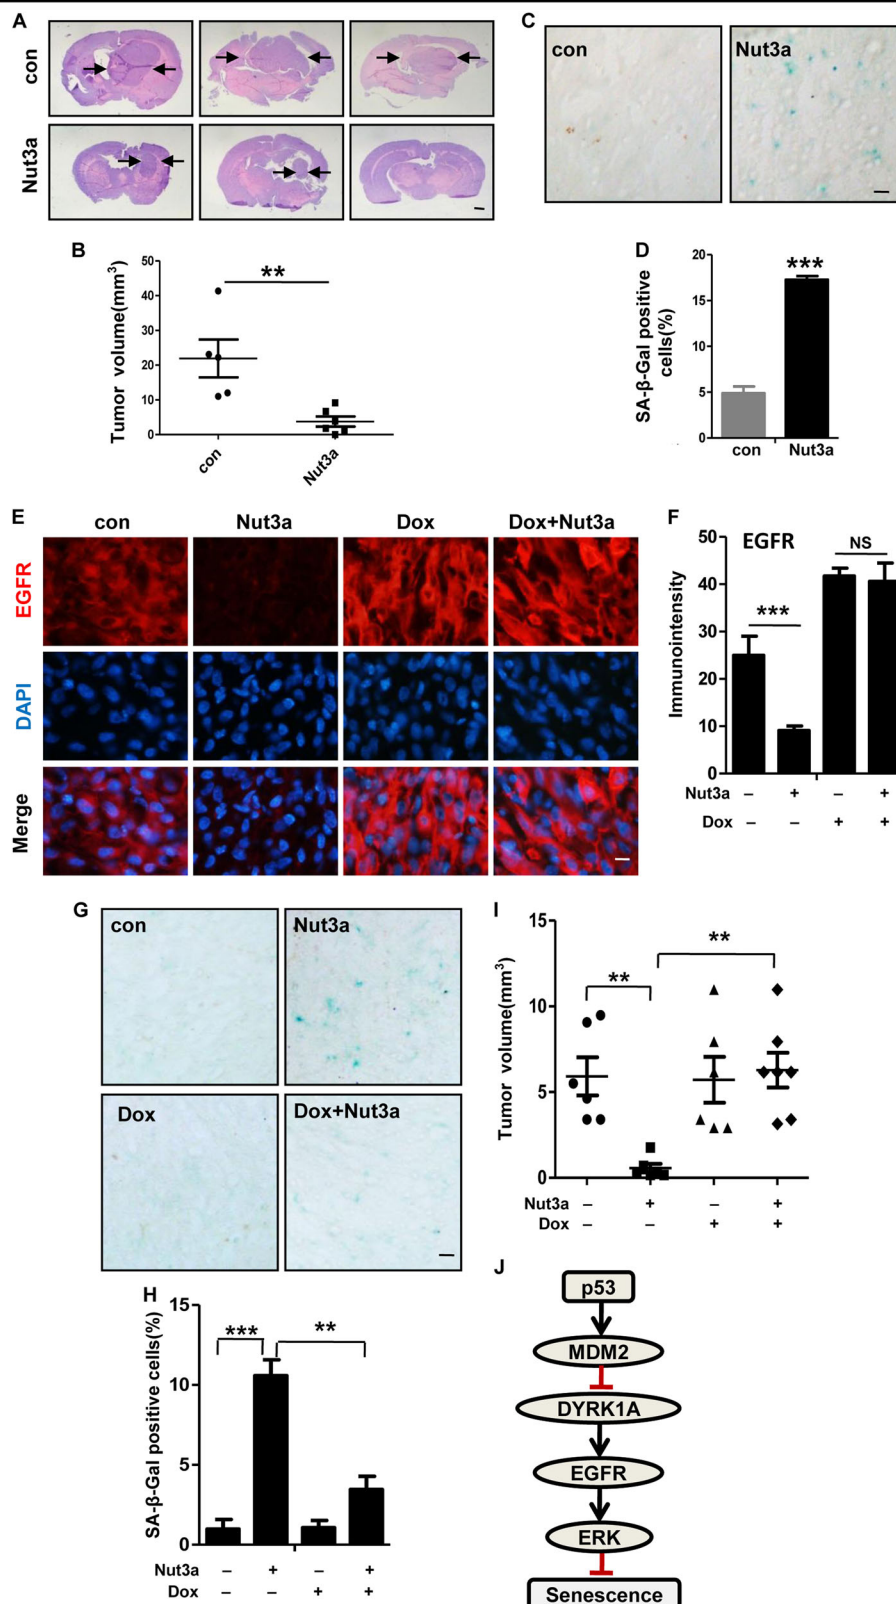 A
con
Nut3a
B
Tumor volume(mm³)
50
40
30
20
10
0
**
con
Nut3a
C
con
Nut3a
D
SA-β-Gal positive
cells(%)
20
15
10
5
0
***
con
Nut3a
E
con Nut3a Dox Dox+Nut3a
EGFR
DAPI
Merge
F
EGFR
Immunointensity
50
40
30
20
10
0
***
NS
Nut3a – + – +
Dox – – + +
G
con
Nut3a
Dox
Dox+Nut3a
H
SA-β-Gal positive cells(%)
15
10
5
0
***
**
Nut3a – + – +
Dox – – + +
I
Tumor volume(mm³)
15
10
5
0
**
**
Nut3a – + – +
Dox – – + +
J
p53
MDM2
DYRK1A
EGFR
ERK
Senescence